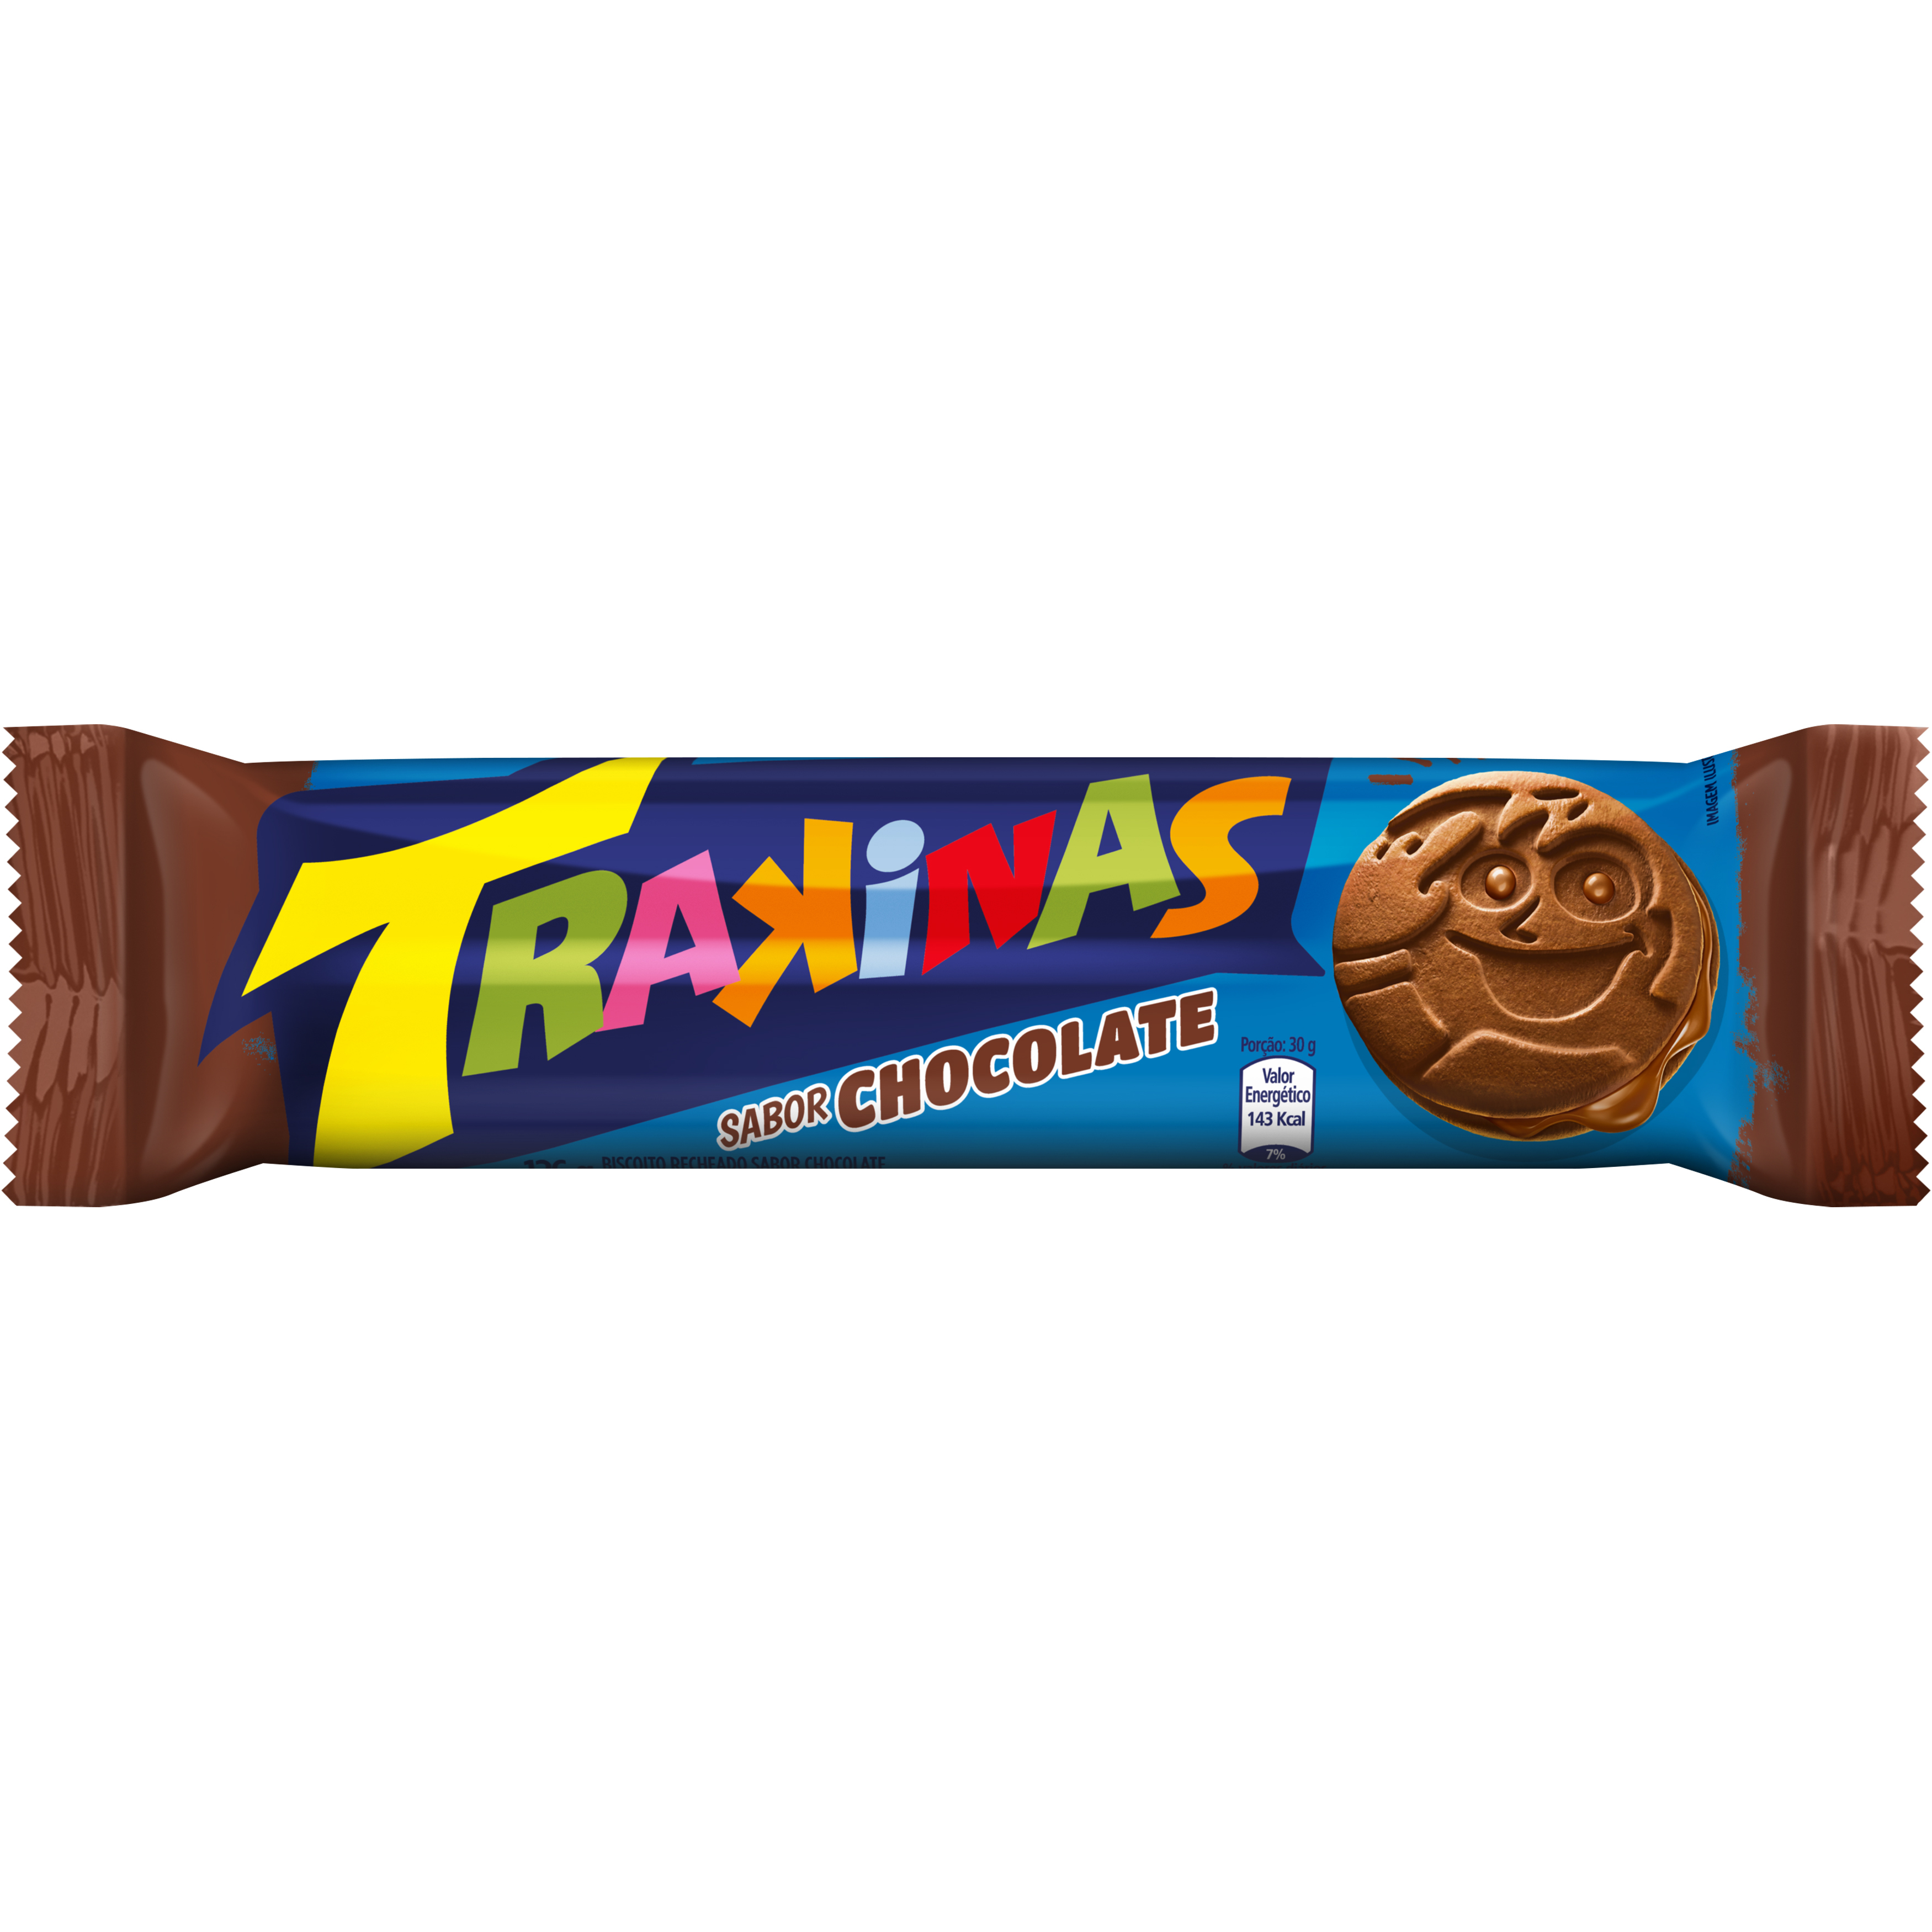 TRAKiNAS
SABOR CHOCOLATE
Porção: 30 g
Valor
Energético
143 Kcal
7%
BISCOITO RECHEADO SABOR CHOCOLATE
IMAGEM